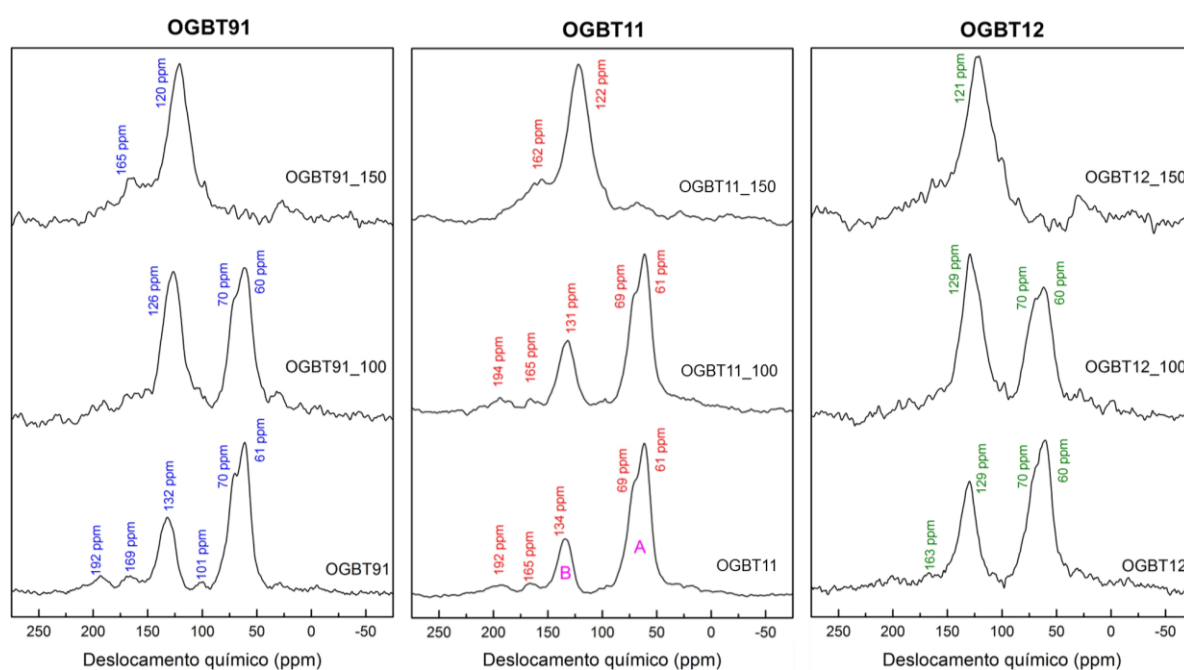 OGBT91
120 ppm
165 ppm
OGBT91_150
126 ppm
70 ppm
60 ppm
OGBT91_100
192 ppm
169 ppm
132 ppm
101 ppm
70 ppm
61 ppm
OGBT91
250 200 150 100 50 0 -50
Deslocamento químico (ppm)
OGBT11
122 ppm
162 ppm
OGBT11_150
194 ppm
165 ppm
131 ppm
69 ppm
61 ppm
OGBT11_100
192 ppm
165 ppm
134 ppm
B
69 ppm
61 ppm
A
OGBT11
250 200 150 100 50 0 -50
Deslocamento químico (ppm)
OGBT12
121 ppm
OGBT12_150
129 ppm
70 ppm
60 ppm
OGBT12_100
163 ppm
129 ppm
70 ppm
60 ppm
OGBT12
250 200 150 100 50 0 -50
Deslocamento químico (ppm)